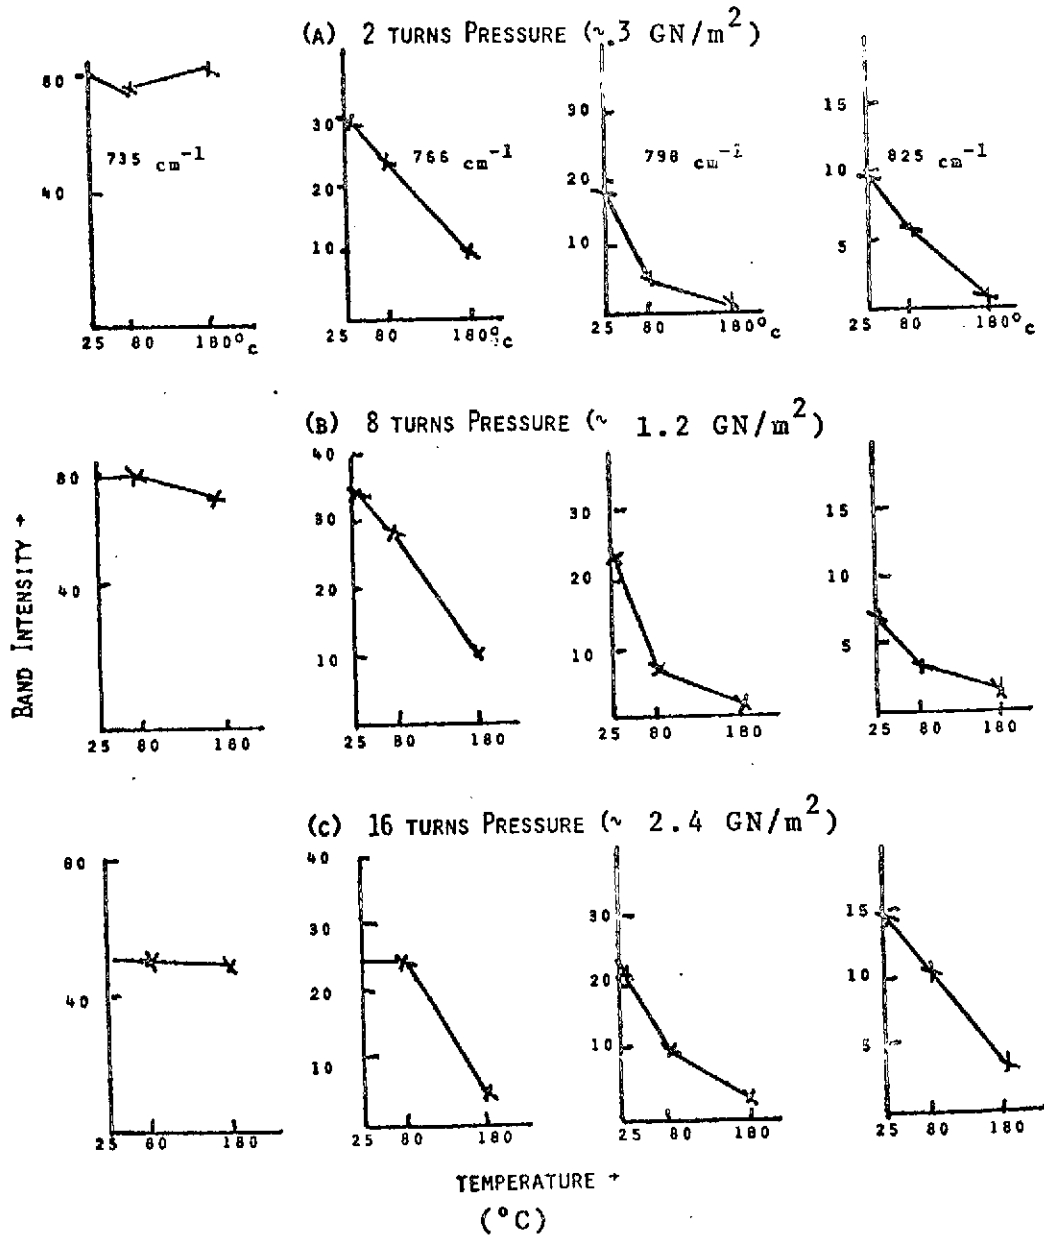 (A) 2 TURNS PRESSURE (~.3 GN/m²)
80
40
735 cm⁻¹
25 80 180°C
30
20
10
766 cm⁻¹
25 80 180°C
30
20
10
798 cm⁻¹
25 80 180°C
15
10
5
825 cm⁻¹
25 80 180
(B) 8 TURNS PRESSURE (~ 1.2 GN/m²)
BAND INTENSITY →
80
40
25 80 180
40
30
20
10
25 80 180
30
20
10
25 80 180
15
10
5
25 80 180
(C) 16 TURNS PRESSURE (~ 2.4 GN/m²)
80
40
25 80 180
40
30
20
10
25 80 180
30
20
10
25 80 180
15
10
5
25 80 180
TEMPERATURE →
(°C)